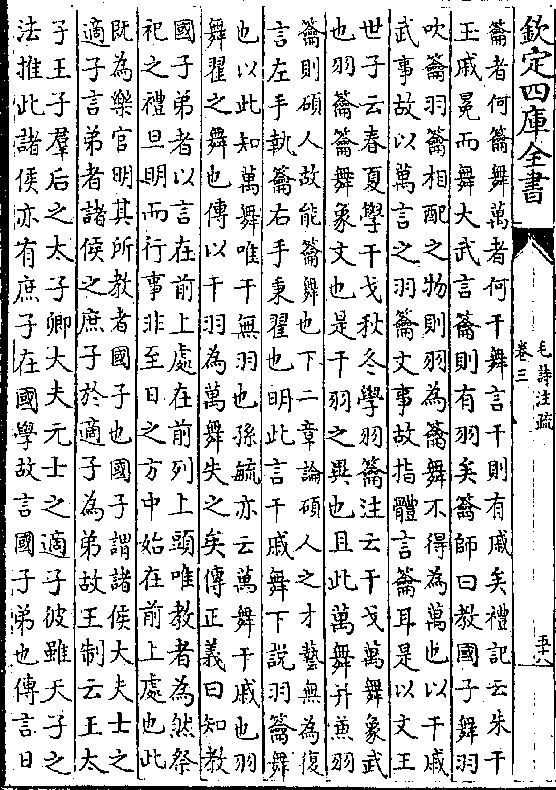 欽定四庫全書
毛詩注疏
卷三
籥者何籥舞萬者何干舞言干則有戚矣禮記云朱干
玉戚冕而舞大武言籥則有羽矣籥師曰教國子舞羽
吹籥羽籥相配之物則羽為籥舞不得為萬也以干戚
武事故以萬言之羽籥文事故指體言籥耳是以文王
世子云春夏學干戈秋冬學羽籥注云干戈萬舞象武
也羽籥籥舞象文也是干羽之異也且此萬舞并兼羽
籥則碩人故能籥舞也下二章論碩人之才藝無為復
言左手執籥右手秉翟也明此言干戚舞下説羽籥舞
也以此知萬舞唯干無羽也孫毓亦云萬舞干戚也羽
舞翟之舞也傳以干羽為萬舞失之矣傳正義曰知教
國子弟者以言在前上處在前列上頭唯教者為然祭
祀之禮旦明而行事非至日之方中始在前上處也此
既為樂官明其所教者國子也國子謂諸侯大夫士之
適子言弟者諸侯之庶子於適子為弟故王制云王太
子王子羣后之太子卿大夫元士之適子彼雖天子之
法推此諸侯亦有庶子在國學故言國子弟也傳言日